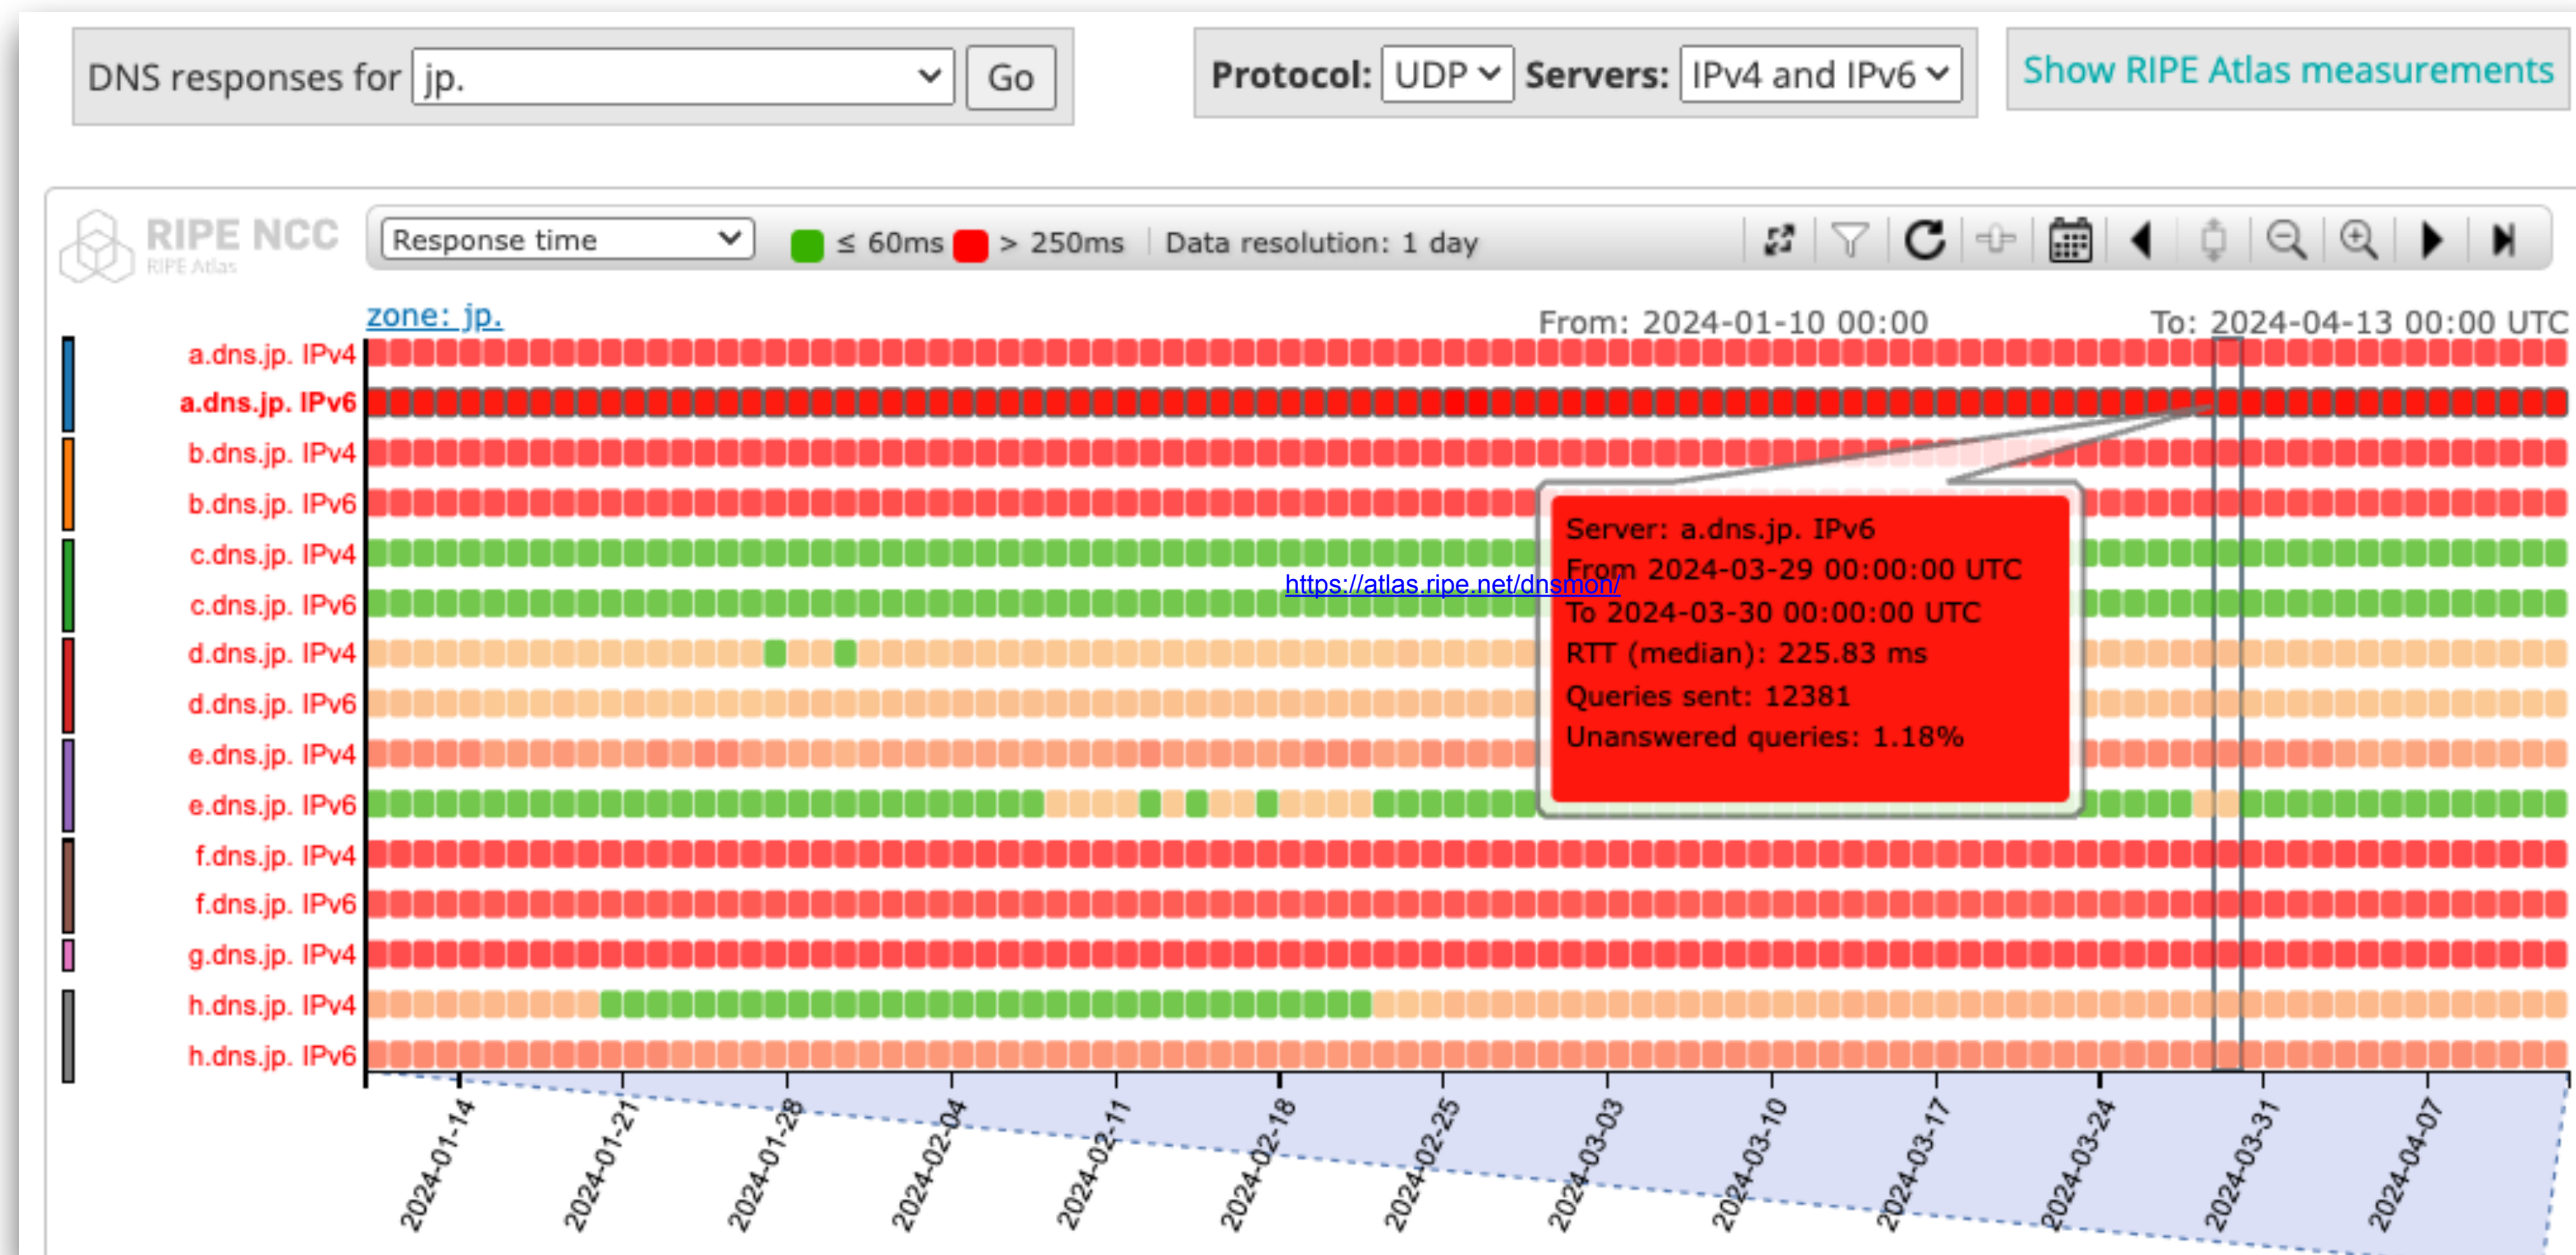 DNS responses for jp. Go Protocol: UDP Servers: IPv4 and IPv6 Show RIPE Atlas measurements
RIPE NCC
RIPE Atlas
Response time ≤ 60ms > 250ms Data resolution: 1 day
zone: jp. From: 2024-01-10 00:00 To: 2024-04-13 00:00 UTC
a.dns.jp. IPv4
a.dns.jp. IPv6
b.dns.jp. IPv4
b.dns.jp. IPv6
c.dns.jp. IPv4
c.dns.jp. IPv6
d.dns.jp. IPv4
d.dns.jp. IPv6
e.dns.jp. IPv4
e.dns.jp. IPv6
f.dns.jp. IPv4
f.dns.jp. IPv6
g.dns.jp. IPv4
h.dns.jp. IPv4
h.dns.jp. IPv6
https://atlas.ripe.net/dnsmon/
Server: a.dns.jp. IPv6
From 2024-03-29 00:00:00 UTC
To 2024-03-30 00:00:00 UTC
RTT (median): 225.83 ms
Queries sent: 12381
Unanswered queries: 1.18%
2024-01-14
2024-01-21
2024-01-28
2024-02-04
2024-02-11
2024-02-18
2024-02-25
2024-03-03
2024-03-10
2024-03-17
2024-03-24
2024-03-31
2024-04-07